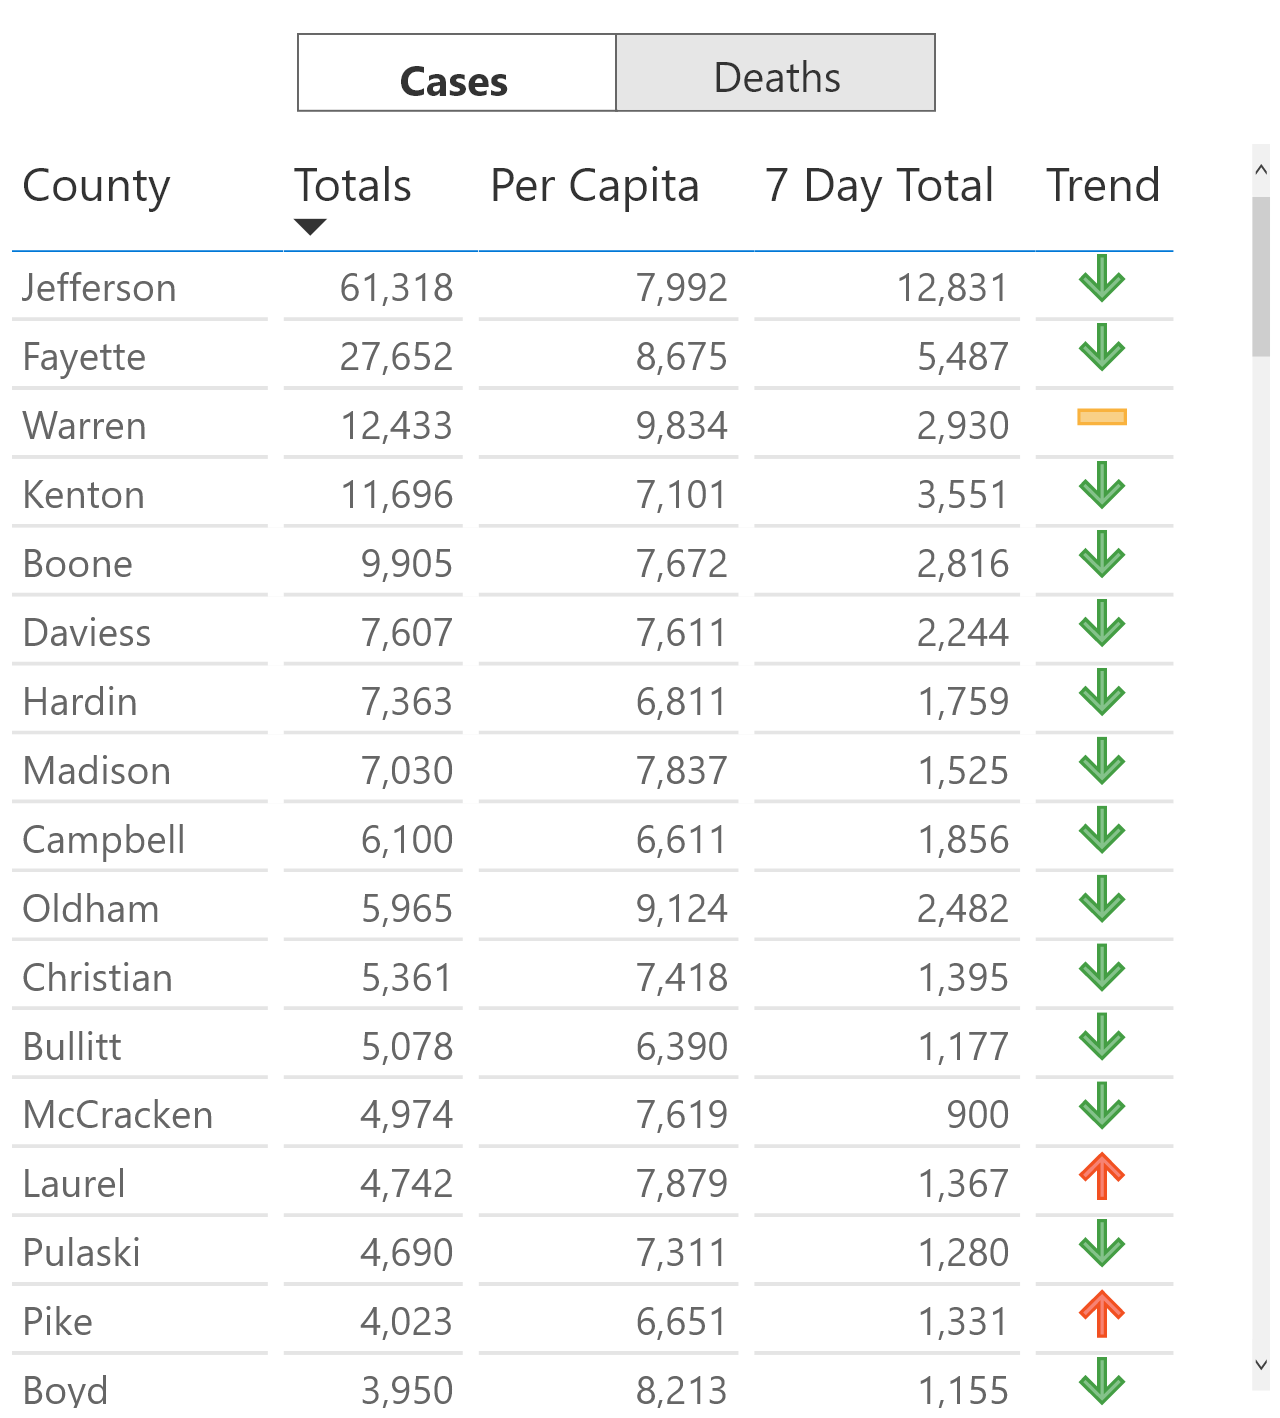 Cases Deaths
County Totals Per Capita 7 Day Total Trend
Jefferson 61,318 7,992 12,831
Fayette 27,652 8,675 5,487
Warren 12,433 9,834 2,930
Kenton 11,696 7,101 3,551
Boone 9,905 7,672 2,816
Daviess 7,607 7,611 2,244
Hardin 7,363 6,811 1,759
Madison 7,030 7,837 1,525
Campbell 6,100 6,611 1,856
Oldham 5,965 9,124 2,482
Christian 5,361 7,418 1,395
Bullitt 5,078 6,390 1,177
McCracken 4,974 7,619 900
Laurel 4,742 7,879 1,367
Pulaski 4,690 7,311 1,280
Pike 4,023 6,651 1,331
Boyd 3,950 8,213 1,155